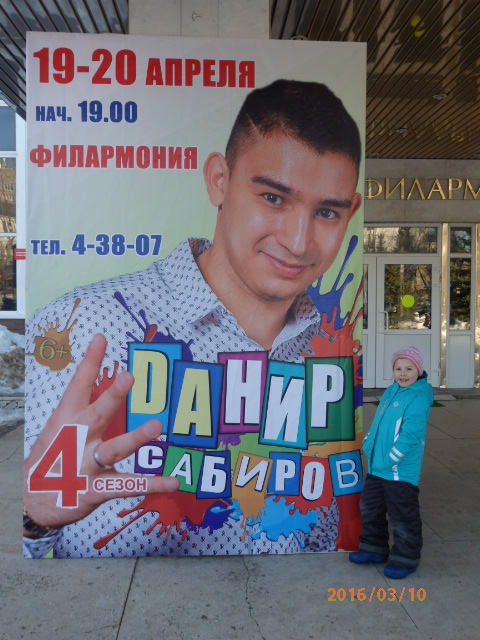 19-20 АПРЕЛЯ
нач. 19.00
ФИЛАРМОНИЯ
ФИЛАРМ
ТЕЛ. 4-38-07
6+
ДАНИР
САБИРОВ
4 СЕЗОН
2016/03/10